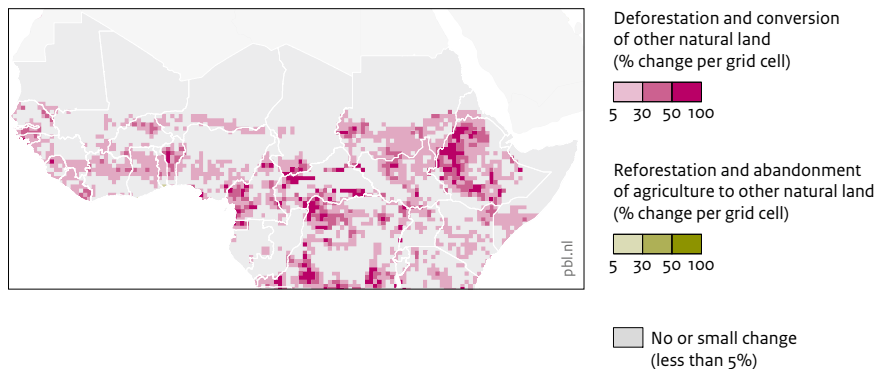 Deforestation and conversion
of other natural land
(% change per grid cell)
5 30 50 100
Reforestation and abandonment
of agriculture to other natural land
(% change per grid cell)
5 30 50 100
No or small change
(less than 5%)
pbl.nl